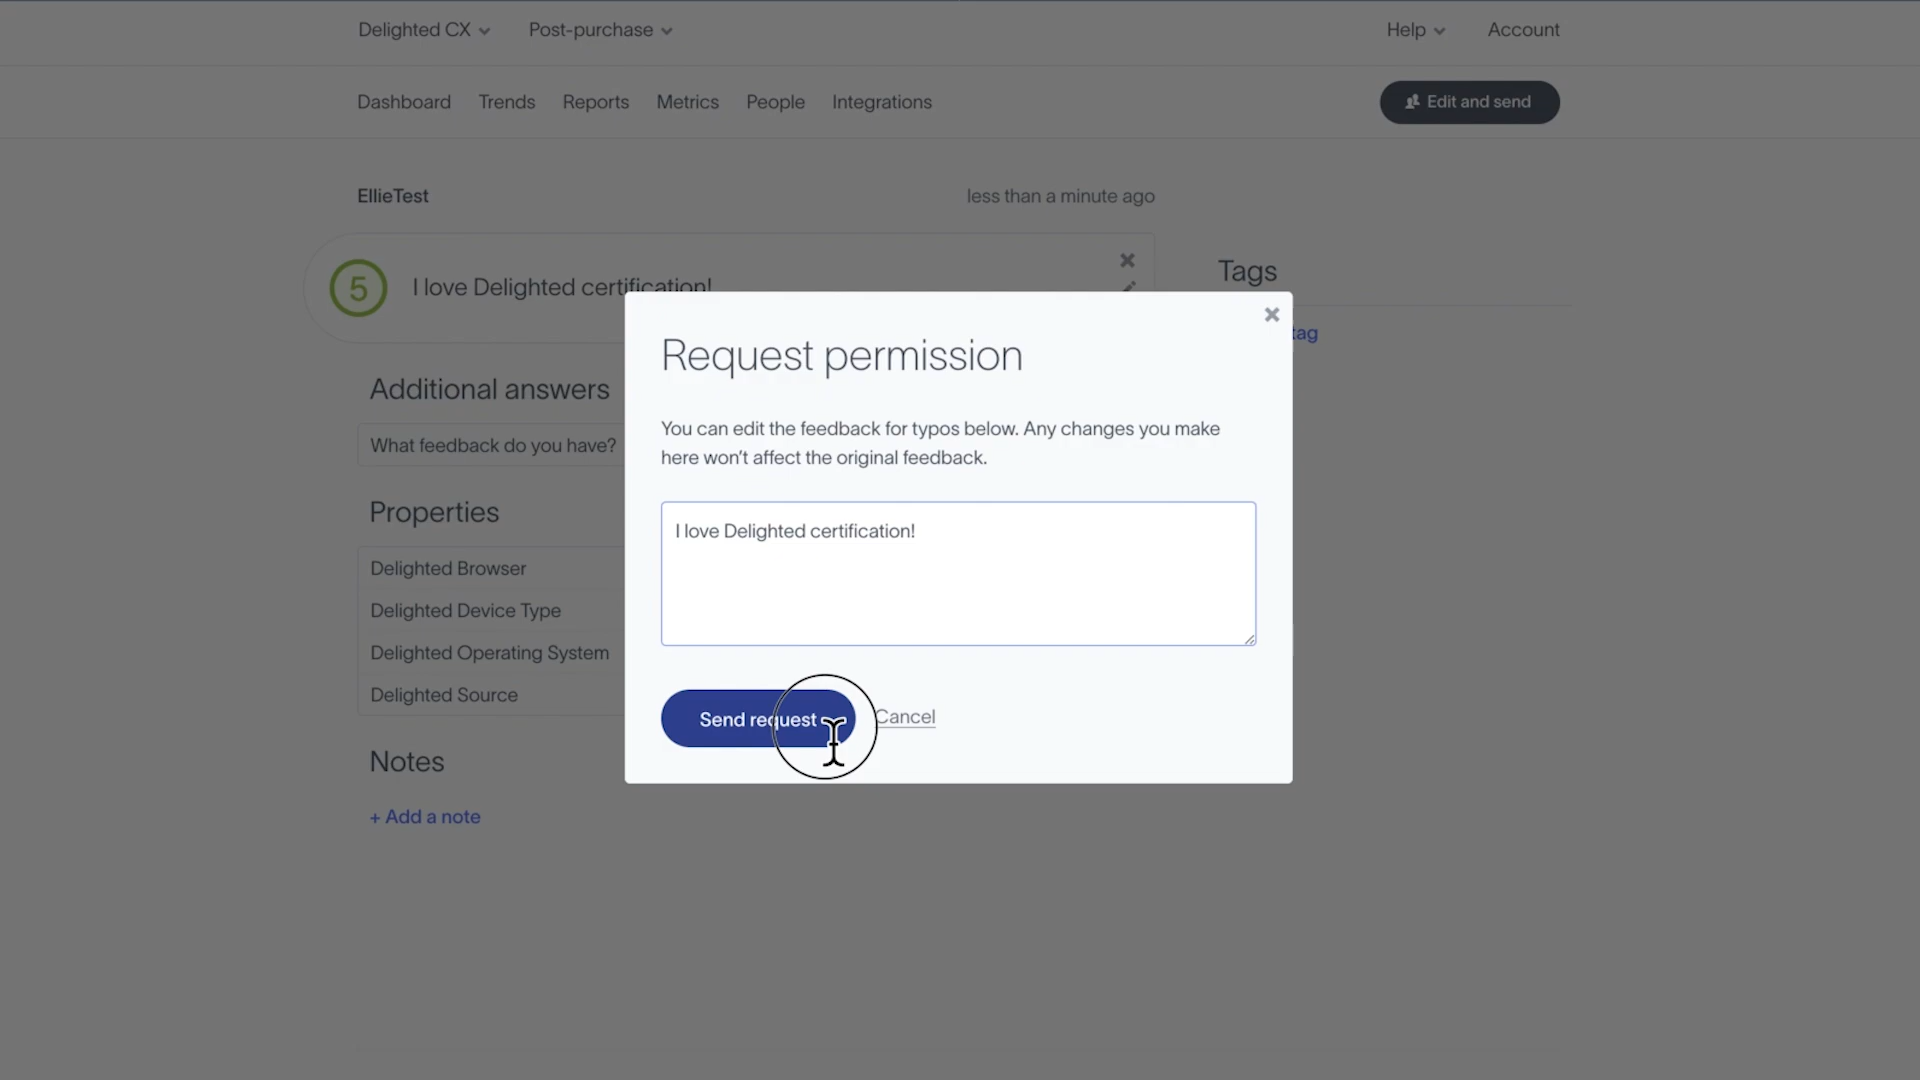 Delighted CX
Post-purchase
Help
Account
Dashboard
Trends
Reports
Metrics
People
Integrations
Edit and send
EllieTest
less than a minute ago
5
I love Delighted certification!
Tags
tag
Request permission
You can edit the feedback for typos below. Any changes you make
here won't affect the original feedback.
I love Delighted certification!
Send request
Cancel
Additional answers
What feedback do you have?
Properties
Delighted Browser
Delighted Device Type
Delighted Operating System
Delighted Source
Notes
+ Add a note